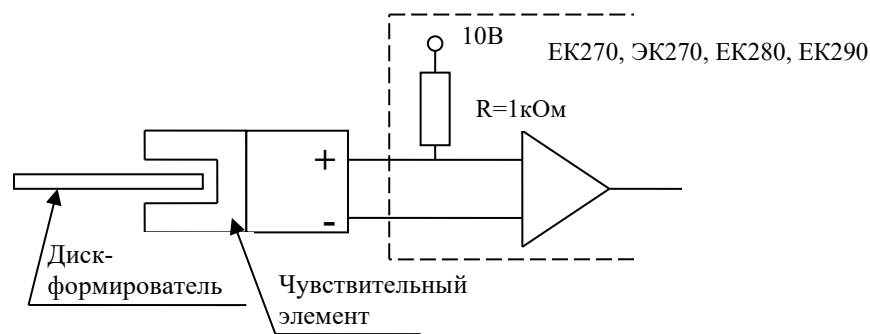 10В
ЕК270, ЭК270, ЕК280, ЕК290
R=1кОм
+
-
Диск-
формирователь
Чувствительный
элемент